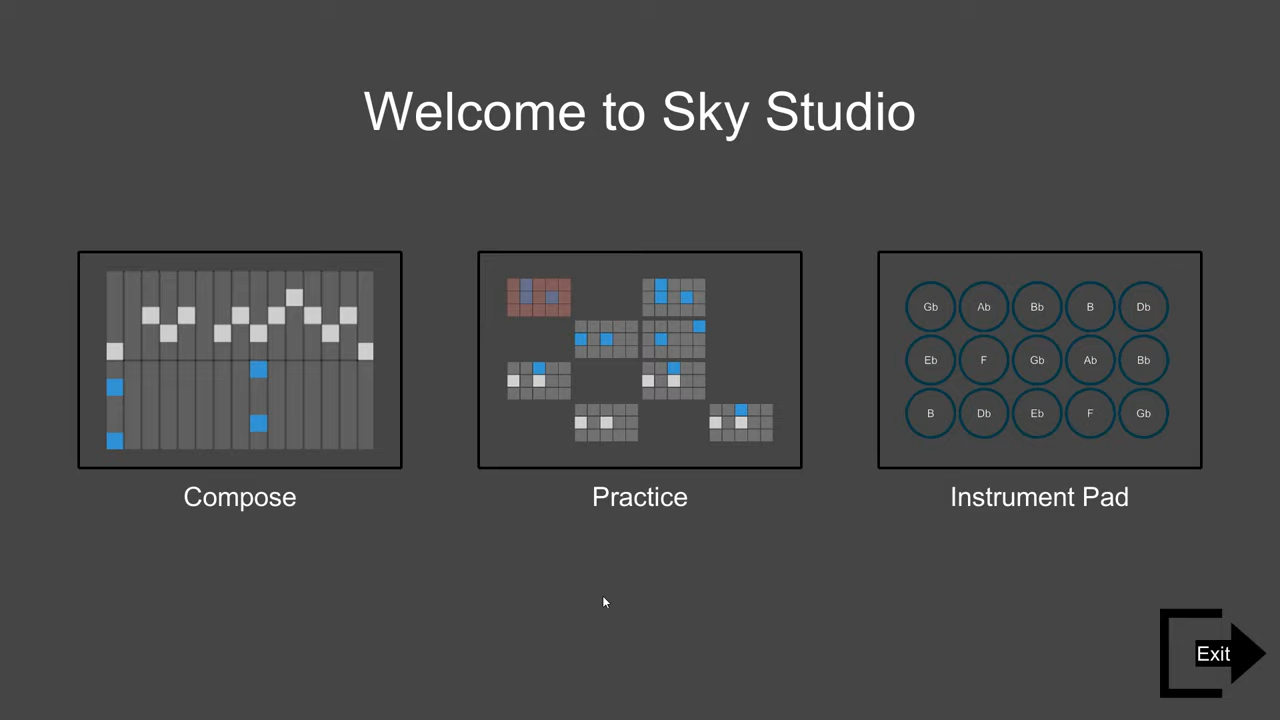 Welcome to Sky Studio
Gb Ab Bb B Db
Eb F Gb Ab Bb
B Db Eb F Gb
Compose
Practice
Instrument Pad
Exit